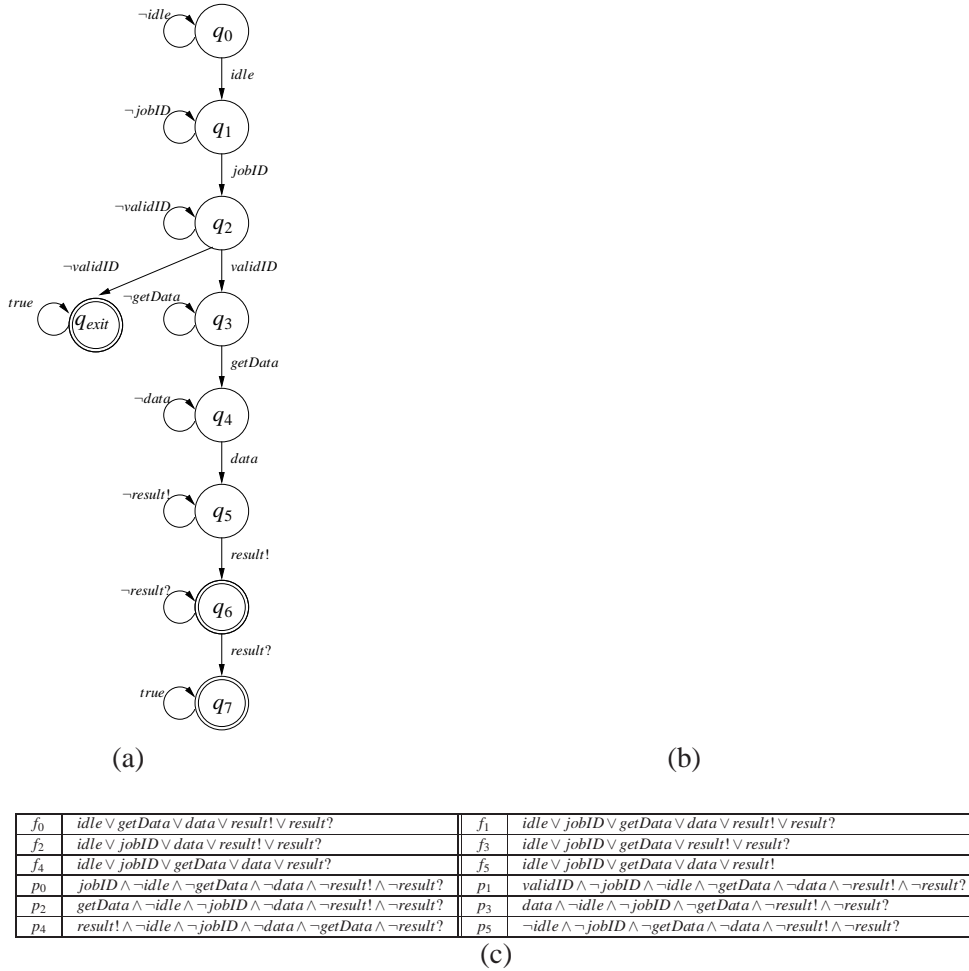 ¬idle
q0
idle
¬jobID
q1
jobID
¬validID
q2
¬validID
validID
true
qexit
¬getData
q3
getData
¬data
q4
data
¬result!
q5
result!
¬result?
q6
result?
true
q7
(a) (b)
f0 idle ∨ getData ∨ data ∨ result! ∨ result? f1 idle ∨ jobID ∨ getData ∨ data ∨ result! ∨ result?
f2 idle ∨ jobID ∨ data ∨ result! ∨ result? f3 idle ∨ jobID ∨ getData ∨ result! ∨ result?
f4 idle ∨ jobID ∨ getData ∨ data ∨ result? f5 idle ∨ jobID ∨ getData ∨ data ∨ result!
p0 jobID ∧ ¬idle ∧ ¬getData ∧ ¬data ∧ ¬result! ∧ ¬result? p1 validID ∧ ¬jobID ∧ ¬idle ∧ ¬getData ∧ ¬data ∧ ¬result! ∧ ¬result?
p2 getData ∧ ¬idle ∧ ¬jobID ∧ ¬data ∧ ¬result! ∧ ¬result? p3 data ∧ ¬idle ∧ ¬jobID ∧ ¬getData ∧ ¬result! ∧ ¬result?
p4 result! ∧ ¬idle ∧ ¬jobID ∧ ¬data ∧ ¬getData ∧ ¬result? p5 ¬idle ∧ ¬jobID ∧ ¬getData ∧ ¬data ∧ ¬result! ∧ ¬result?
(c)